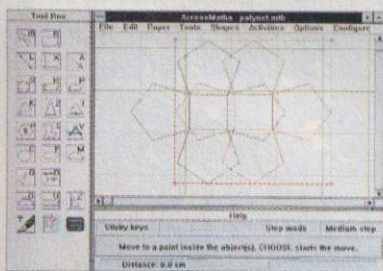 Tool Box
AccessMaths - polynet.mth
File Edit Paper Tools Shapes Activities Options Configure
Help
Sticky keys Step mode Medium step
Move to a point inside the object(s). CHOOSE starts the move.
Distance: 0.0 cm